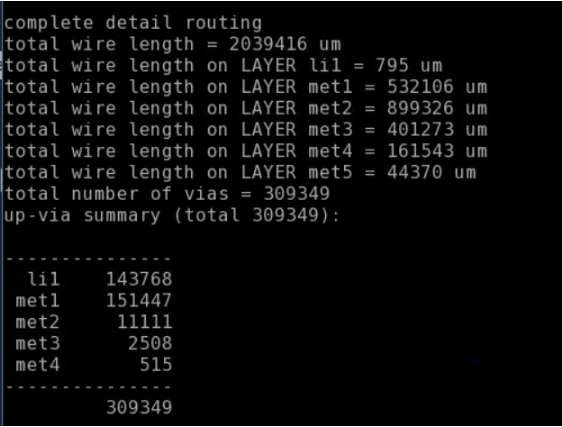 complete detail routing
total wire length = 2039416 um
total wire length on LAYER li1 = 795 um
total wire length on LAYER met1 = 532106 um
total wire length on LAYER met2 = 899326 um
total wire length on LAYER met3 = 401273 um
total wire length on LAYER met4 = 161543 um
total wire length on LAYER met5 = 44370 um
total number of vias = 309349
up-via summary (total 309349):
---------------
li1 143768
met1 151447
met2 11111
met3 2508
met4 515
---------------
309349